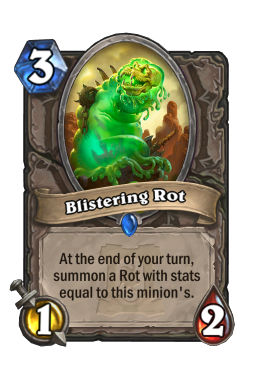 3
Blistering Rot
At the end of your turn,
summon a Rot with stats
equal to this minion's.
1
2